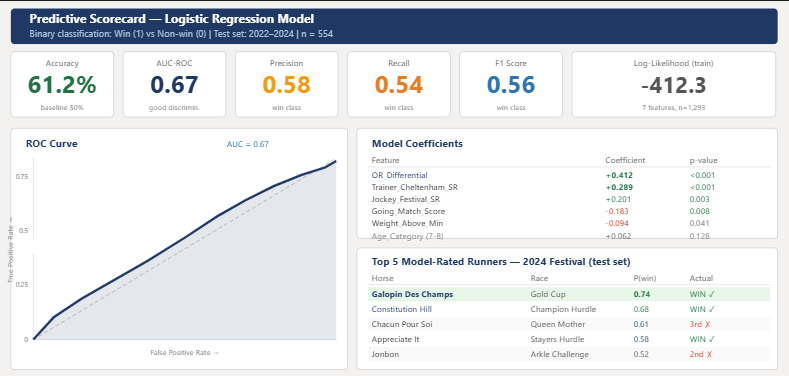 Predictive Scorecard — Logistic Regression Model
Binary classification: Win (1) vs Non-win (0) | Test set: 2022–2024 | n = 554
Accuracy
61.2%
baseline 50%
AUC-ROC
0.67
good discrimin.
Precision
0.58
win class
Recall
0.54
win class
F1 Score
0.56
win class
Log-Likelihood (train)
-412.3
7 features, n=1,293
ROC Curve
AUC = 0.67
0.75
0.5
0.25
0
True Positive Rate →
False Positive Rate →
Model Coefficients
Feature Coefficient p-value
OR_Differential +0.412 <0.001
Trainer_Cheltenham_SR +0.289 <0.001
Jockey_Festival_SR +0.201 0.003
Going_Match_Score -0.183 0.008
Weight_Above_Min -0.094 0.041
Age_Category (7-8) +0.062 0.128
Top 5 Model-Rated Runners — 2024 Festival (test set)
Horse Race P(win) Actual
Galopin Des Champs Gold Cup 0.74 WIN ✓
Constitution Hill Champion Hurdle 0.68 WIN ✓
Chacun Pour Soi Queen Mother 0.61 3rd ✗
Appreciate It Stayers Hurdle 0.58 WIN ✓
Jonbon Arkle Challenge 0.52 2nd ✗